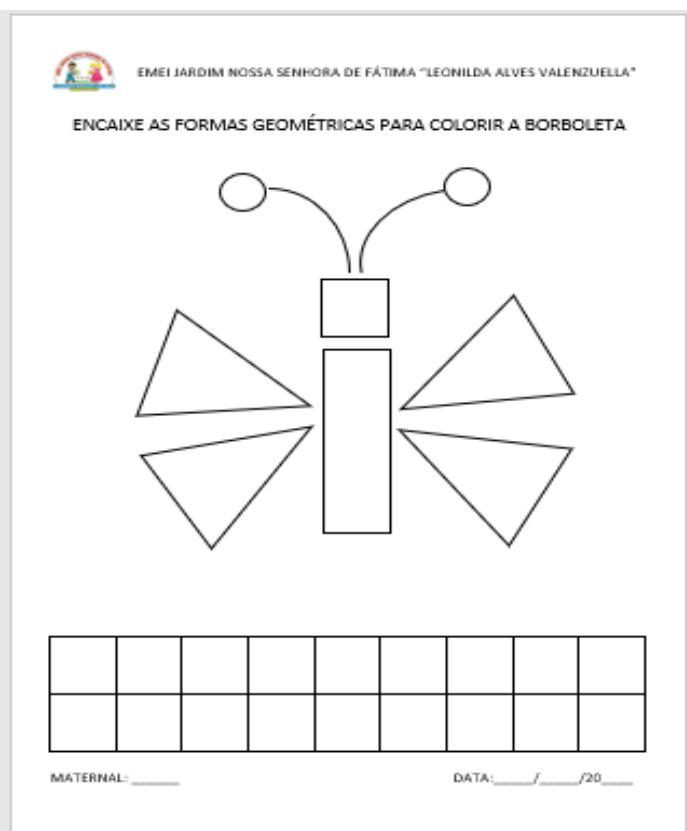 EMEI JARDIM NOSSA SENHORA DE FÁTIMA “LEONILDA ALVES VALENZUELLA”
ENCAIXE AS FORMAS GEOMÉTRICAS PARA COLORIR A BORBOLETA
MATERNAL: ______ DATA:_____/_____/20____